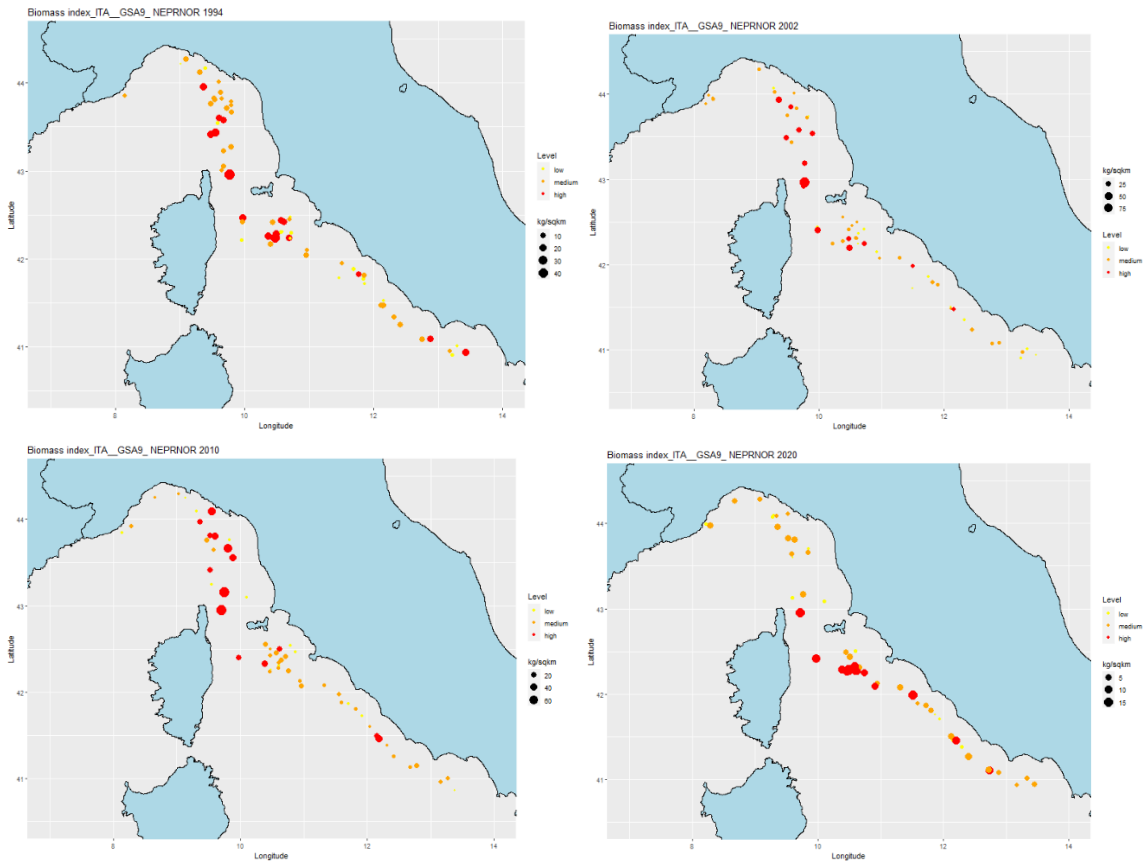 Biomass index_ITA__GSA9_ NEPRNOR 1994
Latitude
44
43
42
41
8
10
12
14
Longitude
Level
low
medium
high
kg/sqkm
10
20
30
40
Biomass index_ITA__GSA9_ NEPRNOR 2002
Latitude
44
43
42
41
8
10
12
14
Longitude
kg/sqkm
25
50
75
Level
low
medium
high
Biomass index_ITA__GSA9_ NEPRNOR 2010
Latitude
44
43
42
41
8
10
12
14
Longitude
Level
low
medium
high
kg/sqkm
20
40
60
Biomass index_ITA__GSA9_ NEPRNOR 2020
Latitude
44
43
42
41
8
10
12
14
Longitude
Level
low
medium
high
kg/sqkm
5
10
15